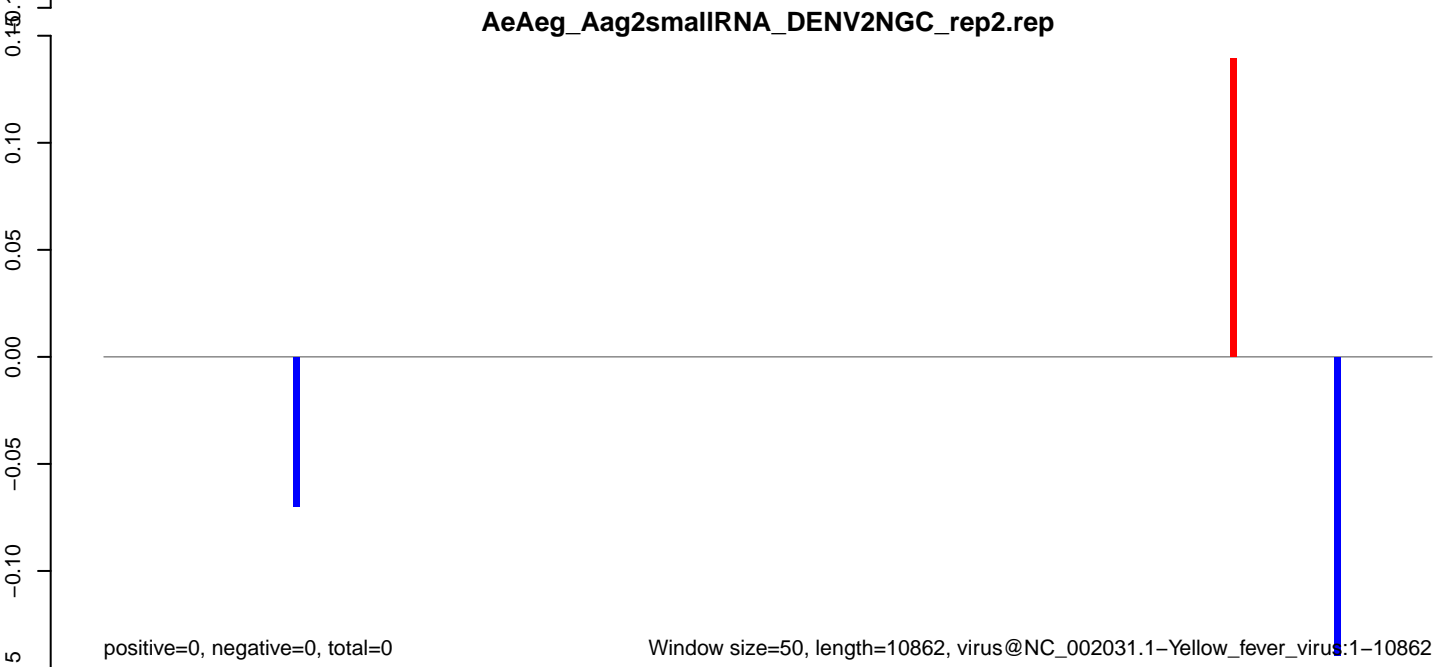 AeAeg_Aag2smallRNA_DENV2NGC_rep2.rep
0.10
0.05
0.00
−0.05
−0.10
positive=0, negative=0, total=0
Window size=50, length=10862, virus@NC_002031.1−Yellow_fever_virus:1−10862